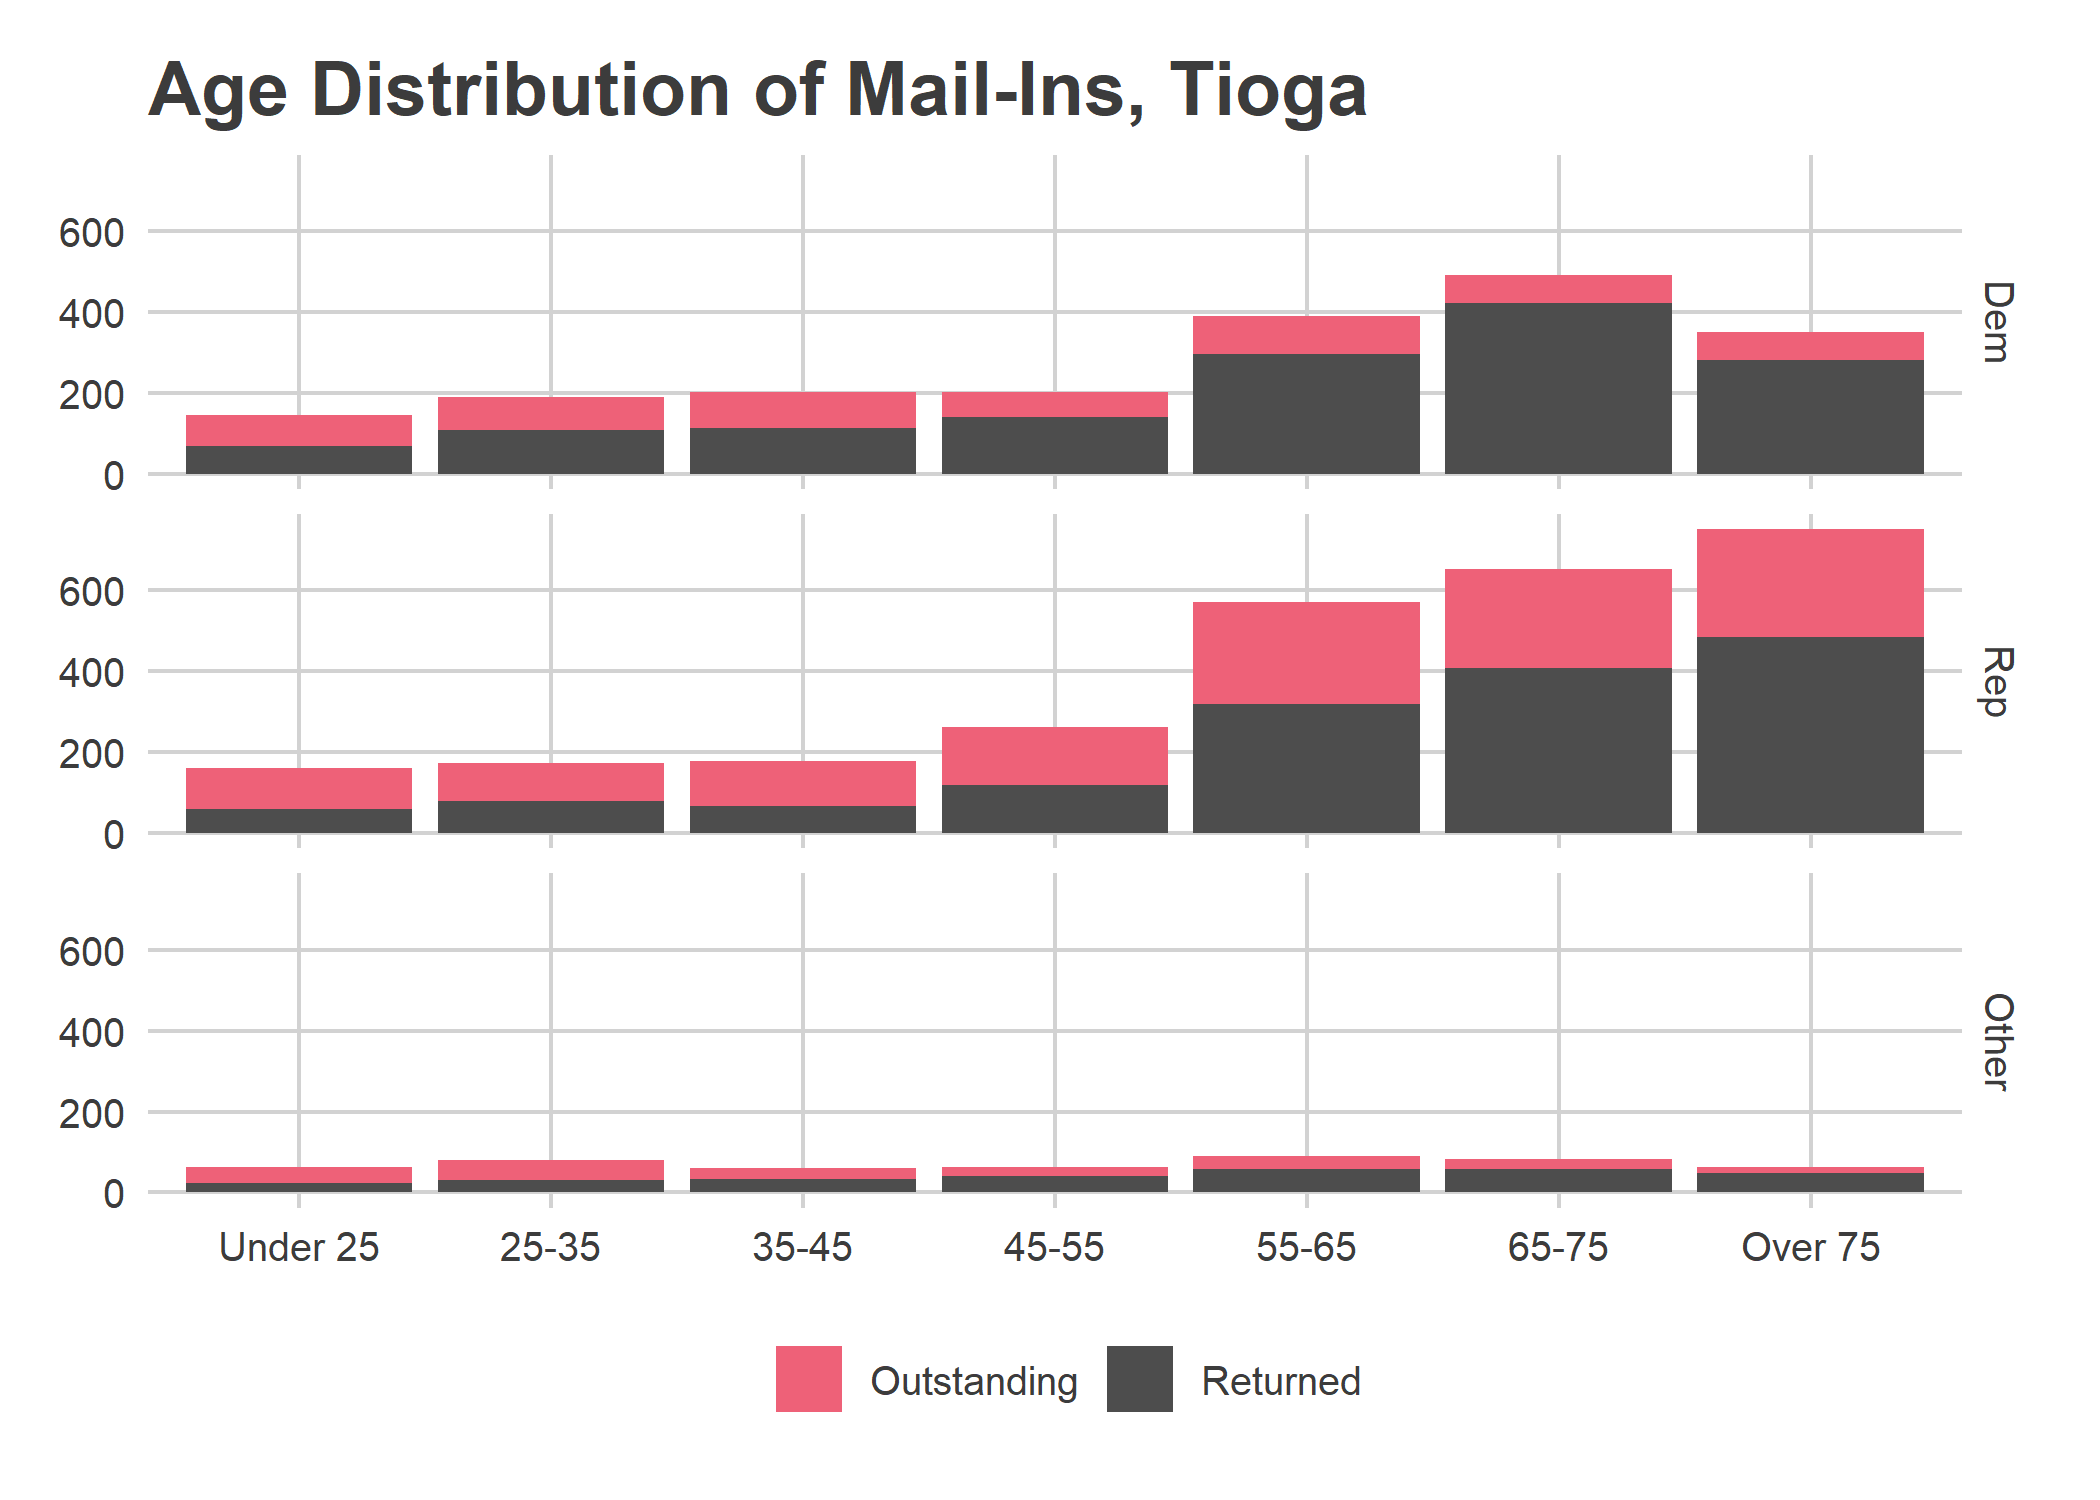 Age Distribution of Mail-Ins, Tioga
600
400
200
0
Dem
600
400
200
0
Rep
600
400
200
0
Other
Under 25 25-35 35-45 45-55 55-65 65-75 Over 75
Outstanding Returned